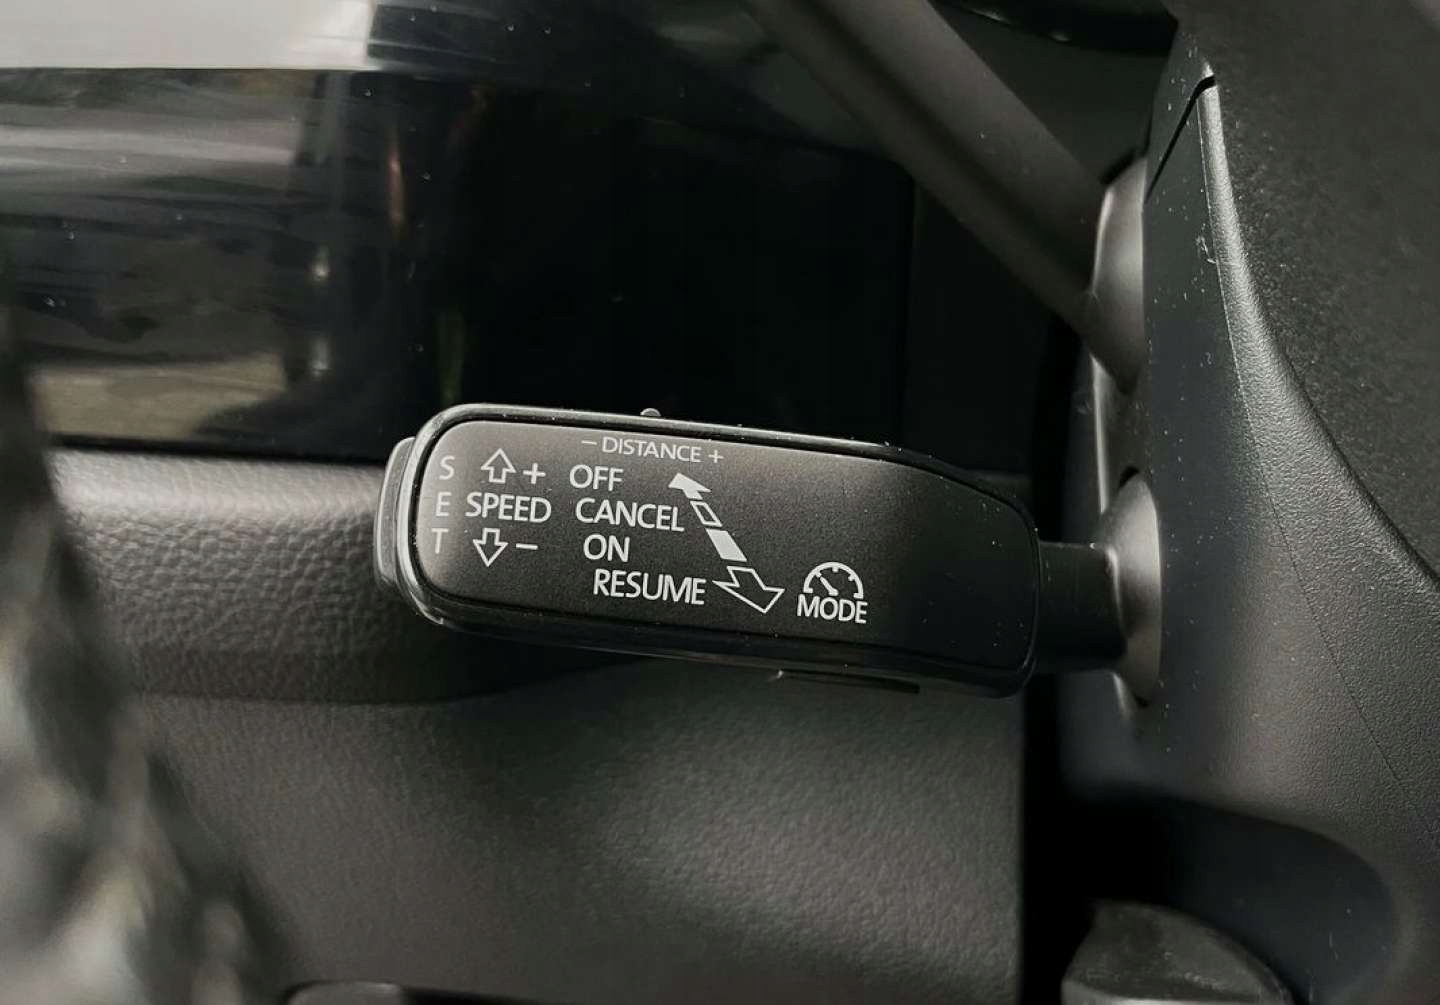 − DISTANCE +
S + OFF
E SPEED CANCEL
T − ON
RESUME
MODE